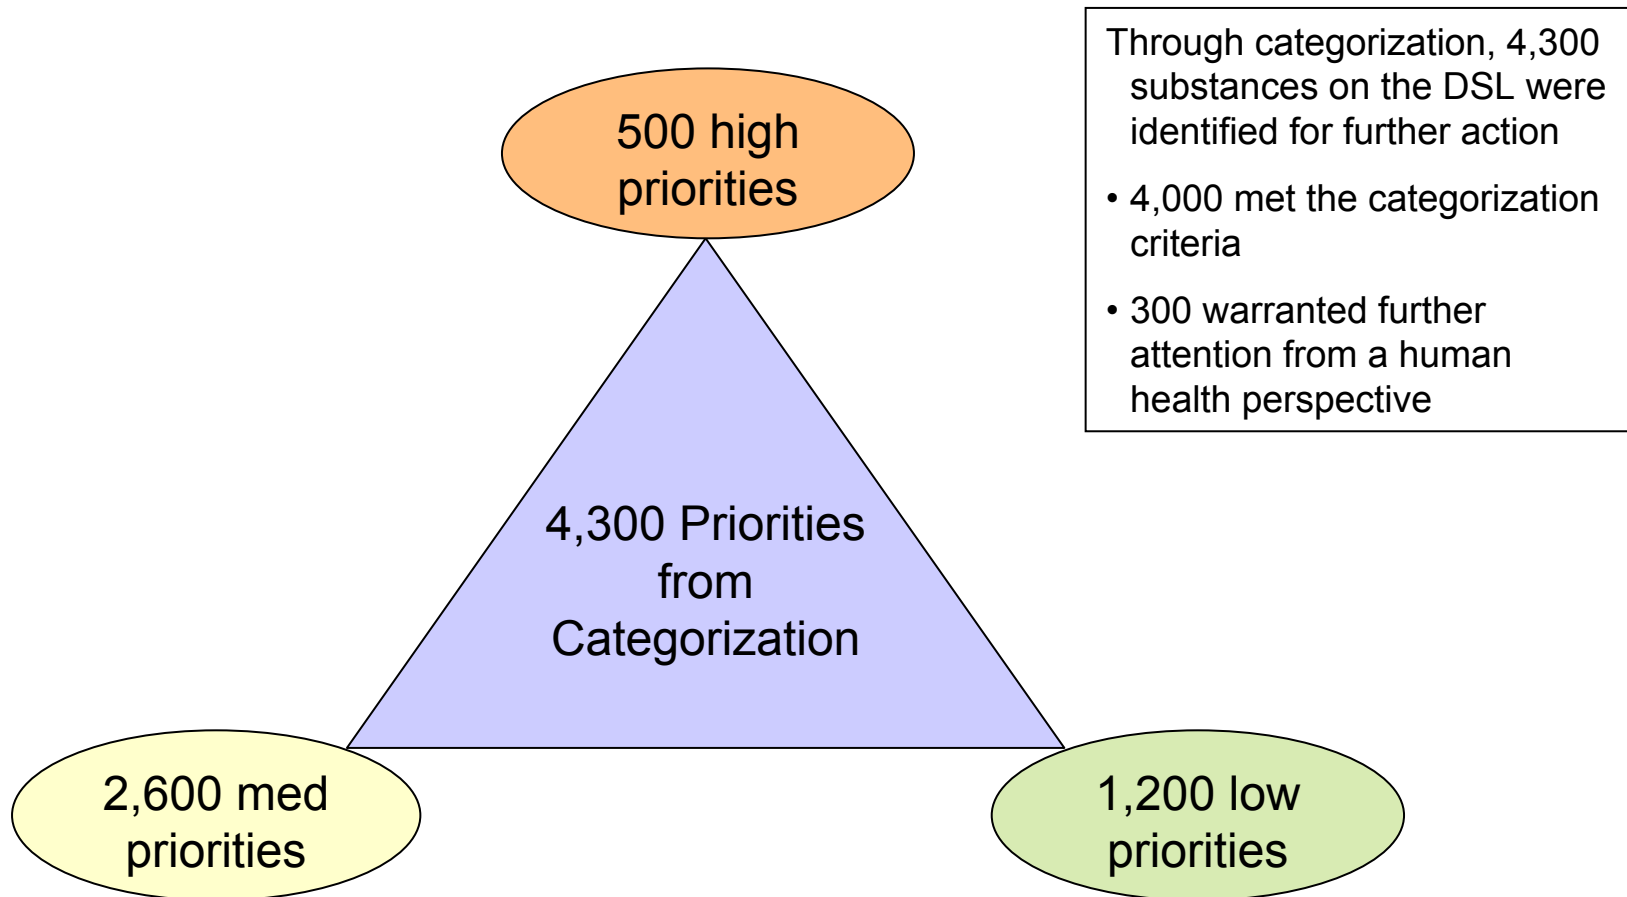 Through categorization, 4,300
substances on the DSL were
identified for further action
• 4,000 met the categorization
criteria
• 300 warranted further
attention from a human
health perspective
500 high
priorities
4,300 Priorities
from
Categorization
2,600 med
priorities
1,200 low
priorities